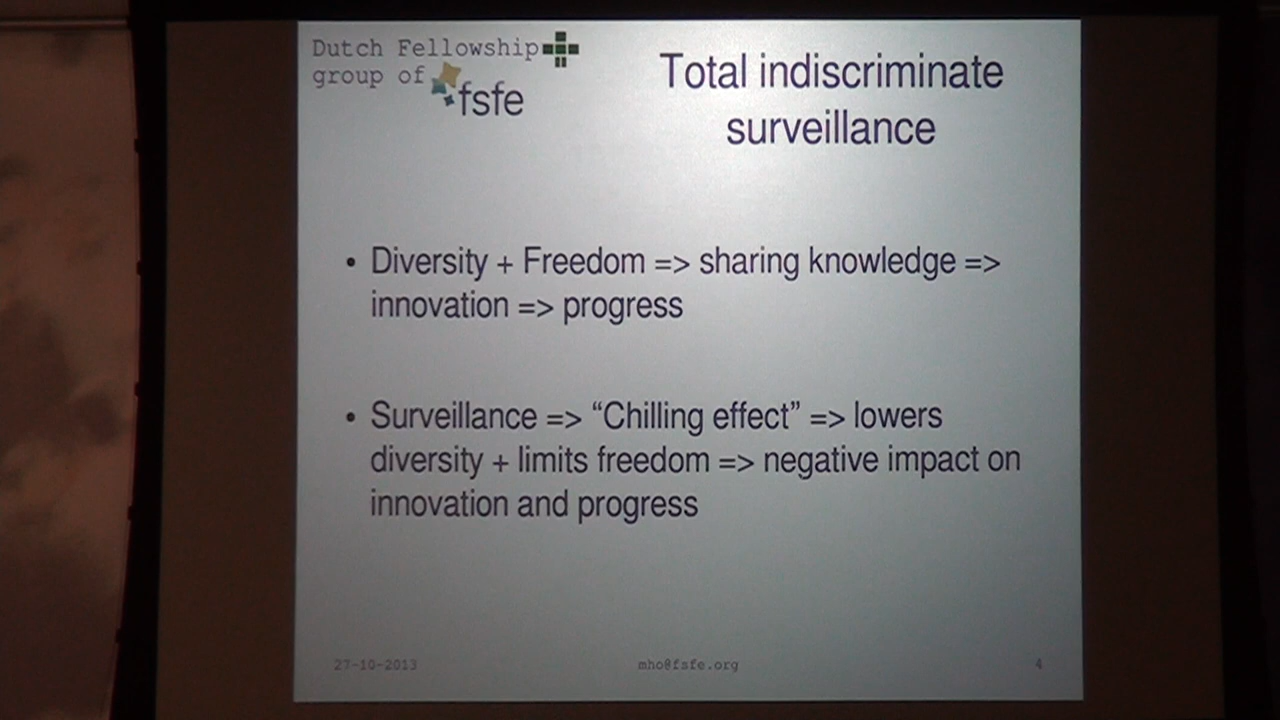 Dutch Fellowship
group of
fsfe
Total indiscriminate
surveillance
• Diversity + Freedom => sharing knowledge =>
innovation => progress
• Surveillance => “Chilling effect” => lowers
diversity + limits freedom => negative impact on
innovation and progress
27-10-2013
mho@fsfe.org
4